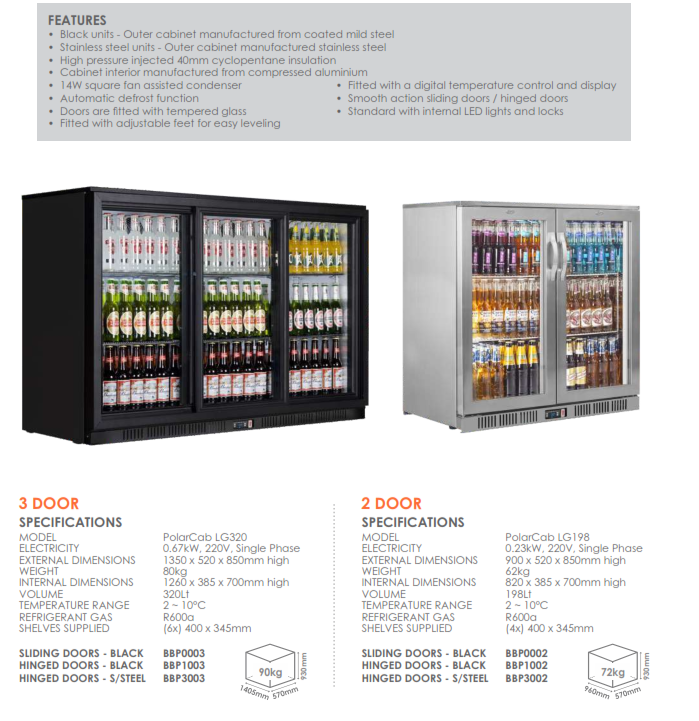 FEATURES
• Black units - Outer cabinet manufactured from coated mild steel
• Stainless steel units - Outer cabinet manufactured stainless steel
• High pressure injected 40mm cyclopentane insulation
• Cabinet interior manufactured from compressed aluminium
• 14W square fan assisted condenser
• Automatic defrost function
• Doors are fitted with tempered glass
• Fitted with adjustable feet for easy leveling
• Fitted with a digital temperature control and display
• Smooth action sliding doors / hinged doors
• Standard with internal LED lights and locks
3 DOOR
SPECIFICATIONS
MODEL PolarCab LG320
ELECTRICITY 0.67kW, 220V, Single Phase
EXTERNAL DIMENSIONS 1350 x 520 x 850mm high
WEIGHT 80kg
INTERNAL DIMENSIONS 1260 x 385 x 700mm high
VOLUME 320Lt
TEMPERATURE RANGE 2 ~ 10°C
REFRIGERANT GAS R600a
SHELVES SUPPLIED (6x) 400 x 345mm
SLIDING DOORS - BLACK BBP0003
HINGED DOORS - BLACK BBP1003
HINGED DOORS - S/STEEL BBP3003
90kg
930mm
1405mm
570mm
2 DOOR
SPECIFICATIONS
MODEL PolarCab LG198
ELECTRICITY 0.23kW, 220V, Single Phase
EXTERNAL DIMENSIONS 900 x 520 x 850mm high
WEIGHT 62kg
INTERNAL DIMENSIONS 820 x 385 x 700mm high
VOLUME 198Lt
TEMPERATURE RANGE 2 ~ 10°C
REFRIGERANT GAS R600a
SHELVES SUPPLIED (4x) 400 x 345mm
SLIDING DOORS - BLACK BBP0002
HINGED DOORS - BLACK BBP1002
HINGED DOORS - S/STEEL BBP3002
72kg
930mm
960mm
570mm